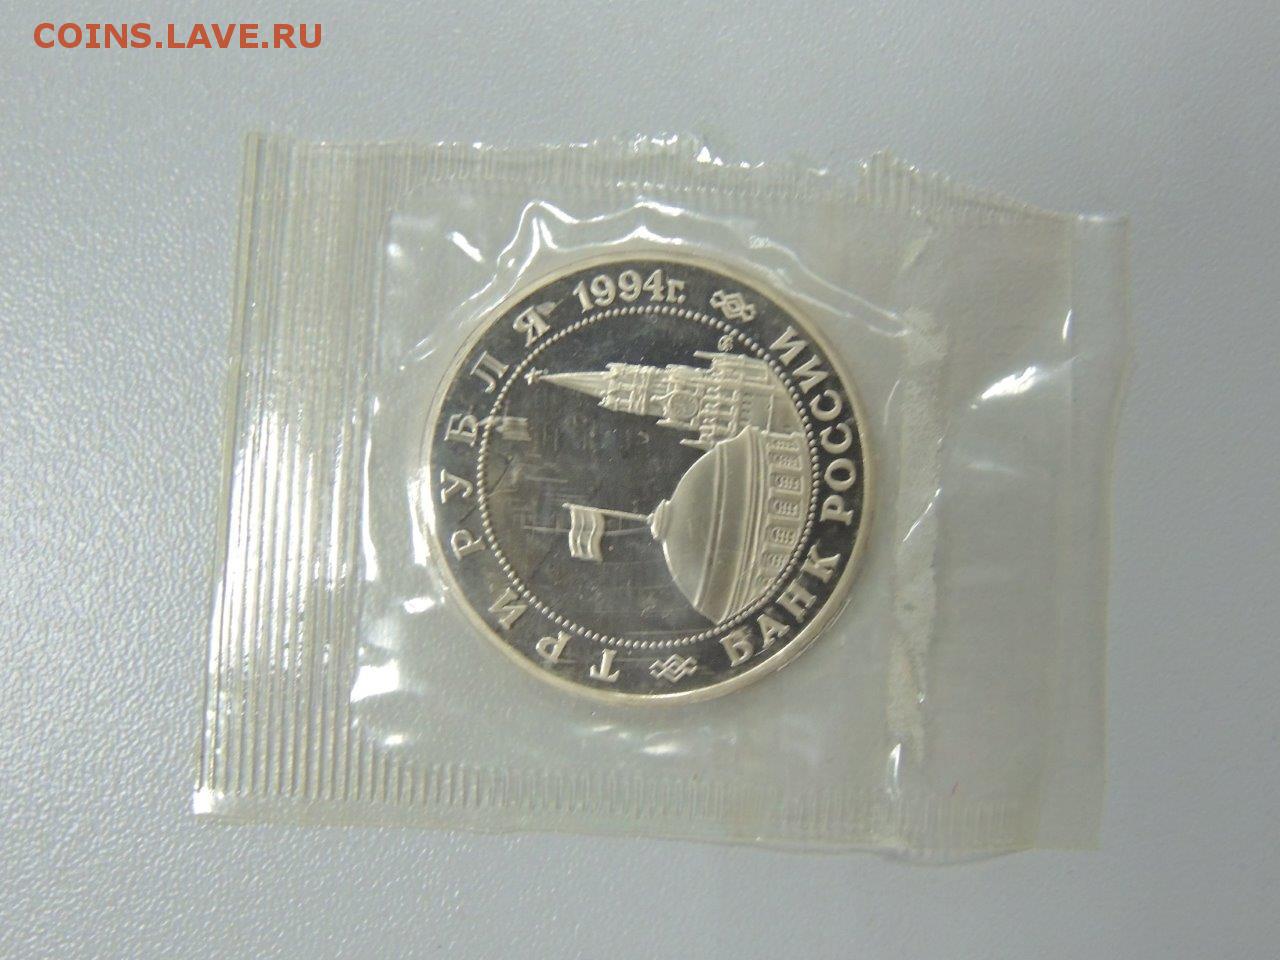 COINS.LAVE.RU
ТРИ РУБЛЯ 1994г.
БАНК РОССИИ